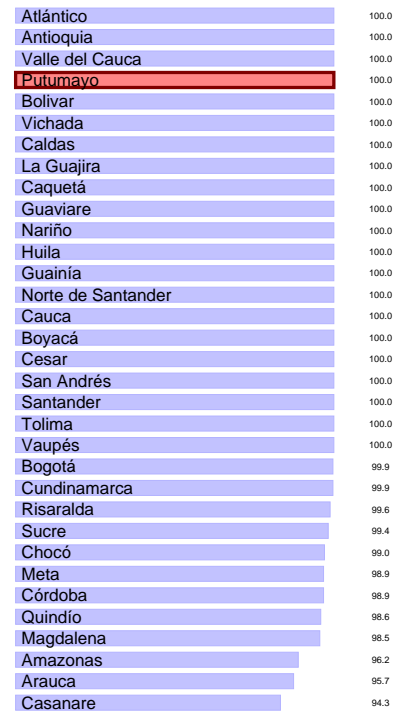 Atlántico 100.0
Antioquia 100.0
Valle del Cauca 100.0
Putumayo 100.0
Bolivar 100.0
Vichada 100.0
Caldas 100.0
La Guajira 100.0
Caquetá 100.0
Guaviare 100.0
Nariño 100.0
Huila 100.0
Guainía 100.0
Norte de Santander 100.0
Cauca 100.0
Boyacá 100.0
Cesar 100.0
San Andrés 100.0
Santander 100.0
Tolima 100.0
Vaupés 100.0
Bogotá 99.9
Cundinamarca 99.9
Risaralda 99.6
Sucre 99.4
Chocó 99.0
Meta 98.9
Córdoba 98.9
Quindío 98.6
Magdalena 98.5
Amazonas 96.2
Arauca 95.7
Casanare 94.3